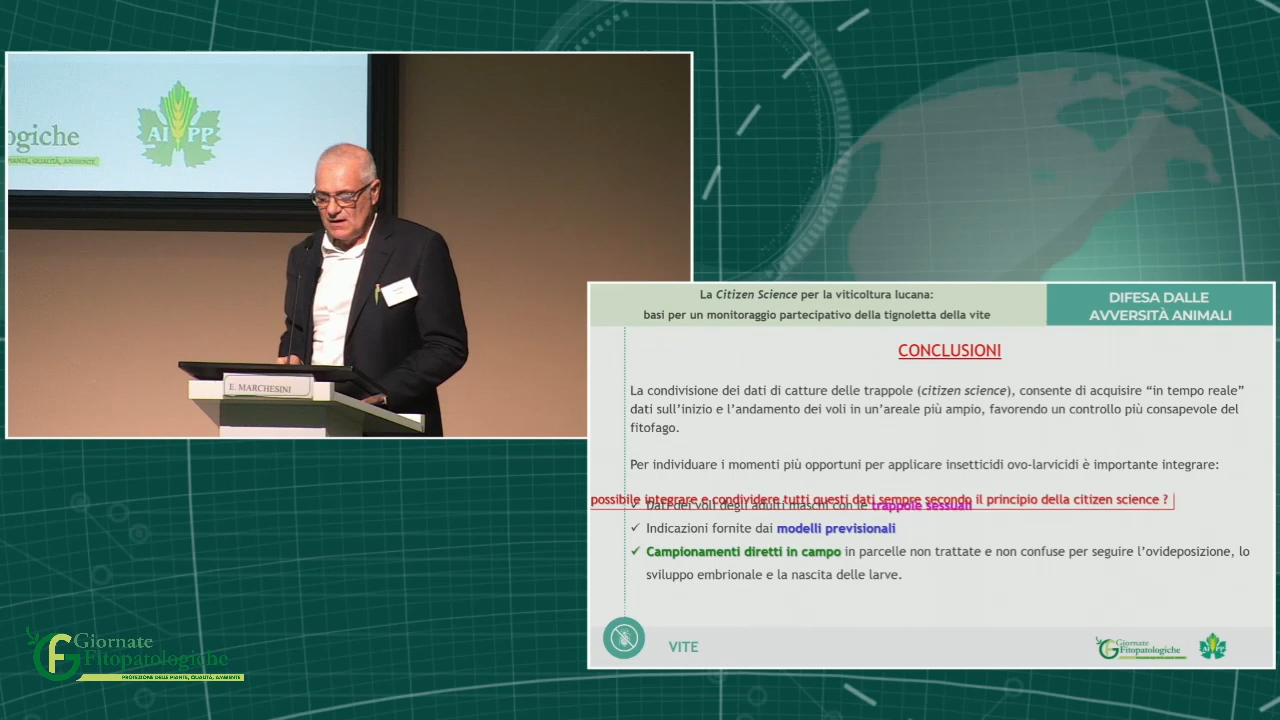 ogiche
PIANTE, QUALITÀ, AMBIENTE
AI PP
E. MARCHESINI
La Citizen Science per la viticoltura lucana:
basi per un monitoraggio partecipativo della tignoletta della vite
DIFESA DALLE
AVVERSITÀ ANIMALI
CONCLUSIONI
La condivisione dei dati di catture delle trappole (citizen science), consente di acquisire “in tempo reale”
dati sull’inizio e l’andamento dei voli in un’areale più ampio, favorendo un controllo più consapevole del
fitofago.
Per individuare i momenti più opportuni per applicare insetticidi ovo-larvicidi è importante integrare:
possibile integrare e condividere tutti questi dati sempre secondo il principio della citizen science ?
✓ Dati dei voli degli adulti maschi con le trappole sessuali
✓ Indicazioni fornite dai modelli previsionali
✓ Campionamenti diretti in campo in parcelle non trattate e non confuse per seguire l’ovideposizione, lo
sviluppo embrionale e la nascita delle larve.
VITE
Giornate
Fitopatologiche
Giornate
Fitopatologiche
PROTEZIONE DELLE PIANTE, QUALITÀ, AMBIENTE